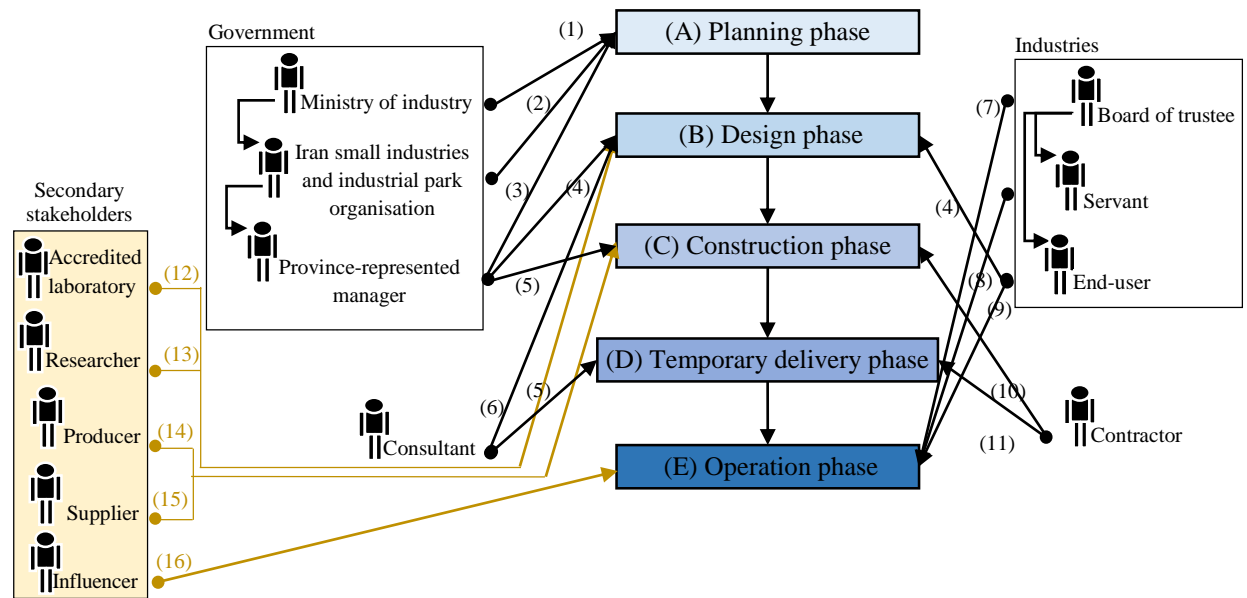 Government
(1)
(A) Planning phase
Industries
Ministry of industry
(2)
(7)
Board of trustee
Iran small industries
and industrial park
organisation
(3)
(4)
(B) Design phase
(4)
Servant
Secondary
stakeholders
Province-represented
manager
(5)
(C) Construction phase
(8)
(9)
End-user
Accredited
laboratory
(12)
Researcher
(13)
(D) Temporary delivery phase
(5)
(6)
(10)
Producer
(14)
Consultant
(E) Operation phase
(11)
Contractor
Supplier
(15)
Influencer
(16)